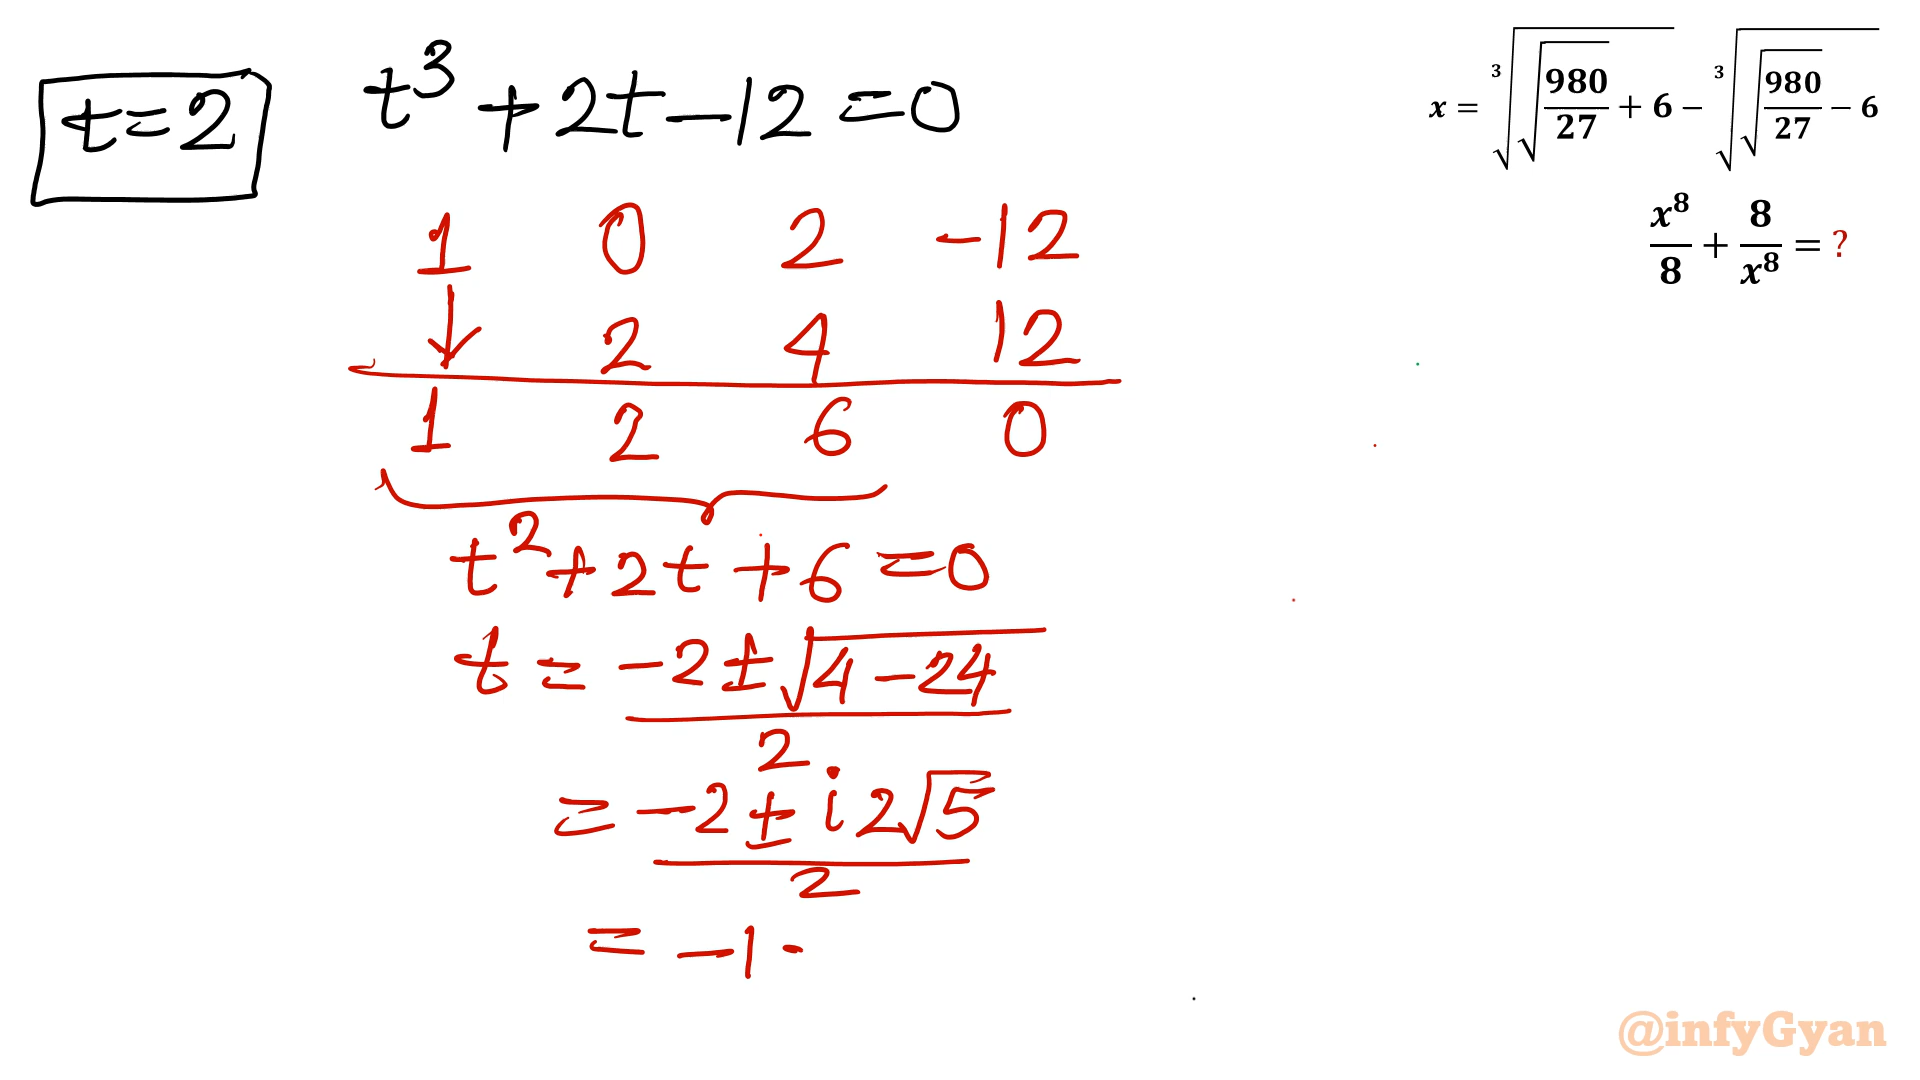 t=2
t³ + 2t - 12 = 0
1 0 2 -12
2 4 12
1 2 6 0
t² + 2t + 6 = 0
t = (-2 ± √(4 - 24))/2
= (-2 ± i2√5)/2
= -1 -
x = ∛(√(980/27) + 6) - ∛(√(980/27) - 6)
x⁸/8 + 8/x⁸ = ?
@infyGyan